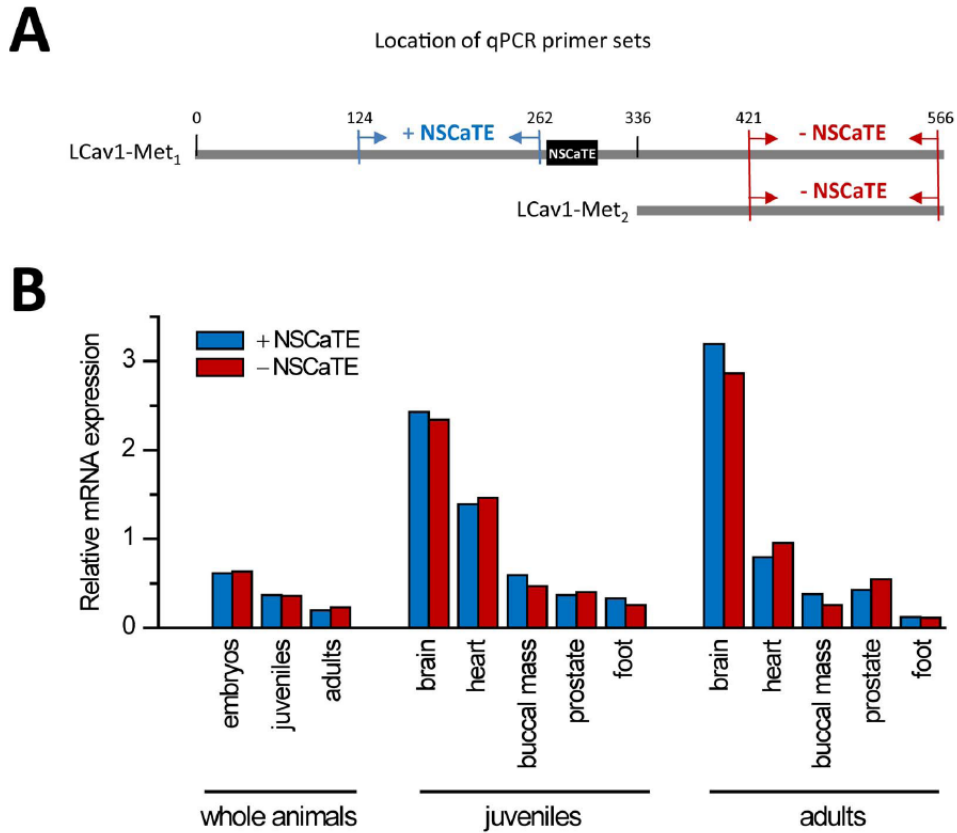 A
Location of qPCR primer sets
0 124 262 336 421 566
+ NSCaTE - NSCaTE
LCav1-Met1 NSCaTE
- NSCaTE
LCav1-Met2
B
Relative mRNA expression
3
2
1
0
+ NSCaTE
– NSCaTE
embryos juveniles adults brain heart buccal mass prostate foot brain heart buccal mass prostate foot
whole animals juveniles adults